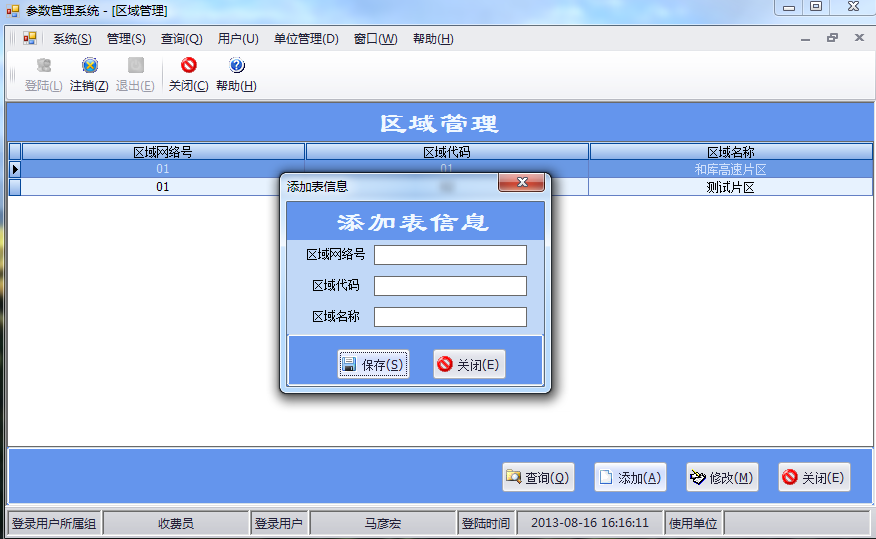 参数管理系统 - [区域管理]
系统(S) 管理(S) 查询(Q) 用户(U) 单位管理(D) 窗口(W) 帮助(H)
登陆(L) 注销(Z) 退出(E) 关闭(C) 帮助(H)
区域管理
区域网络号 区域代码 区域名称
01 01 和库高速片区
01 测试片区
添加表信息
添加表信息
区域网络号
区域代码
区域名称
保存(S) 关闭(E)
查询(Q) 添加(A) 修改(M) 关闭(E)
登录用户所属组 收费员 登录用户 马彦宏 登陆时间 2013-08-16 16:16:11 使用单位